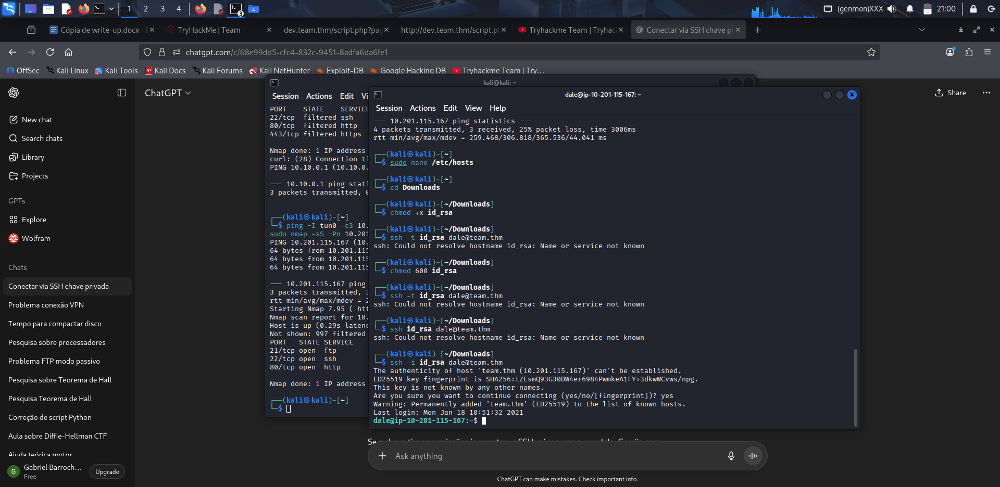 1 2 3 4 3 (genmon)XXX 21:00
Cópia de write-up.docx -
TryHackMe | Team
dev.team.thm/script.php?pag
http://dev.team.thm/script.pl
Tryhackme Team | Tryhac
Conectar via SSH chave pr
chatgpt.com/c/68e99dd5-cfc4-832c-9451-8adfa6da6fe1
OffSec Kali Linux Kali Tools Kali Docs Kali Forums Kali NetHunter Exploit-DB Google Hacking DB Tryhackme Team | Try…
ChatGPT
Share
New chat
Search chats
Library
Projects
GPTs
Explore
Wolfram
Chats
Conectar via SSH chave privada
Problema conexão VPN
Tempo para compactar disco
Pesquisa sobre processadores
Problema FTP modo passivo
Pesquisa sobre Teorema de Hall
Pesquisa Teorema de Hall
Correção de script Python
Aula sobre Diffie-Hellman CTF
Ajuda teórica motor
G
Gabriel Barroch...
Free
Upgrade
kali@kali: ~
Session Actions Edit Vi
PORT STATE SERVICE
22/tcp filtered ssh
80/tcp filtered http
443/tcp filtered https
Nmap done: 1 IP address
curl: (28) Connection ti
PING 10.10.0.1 (10.10.0.
— 10.10.0.1 ping stati
3 packets transmitted, 0
┌──(kali㉿kali)-[~]
└─$ ping -I tun0 -c3 10.
sudo nmap -sS -Pn 10.201
PING 10.201.115.167 (10.
64 bytes from 10.201.115
64 bytes from 10.201.115
64 bytes from 10.201.115
— 10.201.115.167 ping
3 packets transmitted, 3
rtt min/avg/max/mdev = 2
Starting Nmap 7.95 ( htt
Nmap scan report for 10.
Host is up (0.29s latenc
Not shown: 997 filtered
PORT STATE SERVICE
21/tcp open ftp
22/tcp open ssh
80/tcp open http
Nmap done: 1 IP address
┌──(kali㉿kali)-[~]
└─$
dale@ip-10-201-115-167: ~
Session Actions Edit View Help
— 10.201.115.167 ping statistics —
4 packets transmitted, 3 received, 25% packet loss, time 3006ms
rtt min/avg/max/mdev = 259.468/306.818/365.536/44.041 ms
┌──(kali㉿kali)-[~]
└─$ sudo nano /etc/hosts
┌──(kali㉿kali)-[~]
└─$ cd Downloads
┌──(kali㉿kali)-[~/Downloads]
└─$ chmod +x id_rsa
┌──(kali㉿kali)-[~/Downloads]
└─$ ssh -t id_rsa dale@team.thm
ssh: Could not resolve hostname id_rsa: Name or service not known
┌──(kali㉿kali)-[~/Downloads]
└─$ chmod 600 id_rsa
┌──(kali㉿kali)-[~/Downloads]
└─$ ssh -t id_rsa dale@team.thm
ssh: Could not resolve hostname id_rsa: Name or service not known
┌──(kali㉿kali)-[~/Downloads]
└─$ ssh id_rsa dale@team.thm
ssh: Could not resolve hostname id_rsa: Name or service not known
┌──(kali㉿kali)-[~/Downloads]
└─$ ssh -i id_rsa dale@team.thm
The authenticity of host 'team.thm (10.201.115.167)' can't be established.
ED25519 key fingerprint is SHA256:tZEsmQ93G30DW4er6984PwmkeA1FY+3dkwWCvws/npg.
This key is not known by any other names.
Are you sure you want to continue connecting (yes/no/[fingerprint])? yes
Warning: Permanently added 'team.thm' (ED25519) to the list of known hosts.
Last login: Mon Jan 18 10:51:32 2021
dale@ip-10-201-115-167:~$
Se a chave tiver permissões incorretas, o SSH vai recusar o uso dela. Corrija com:
Ask anything
ChatGPT can make mistakes. Check important info.